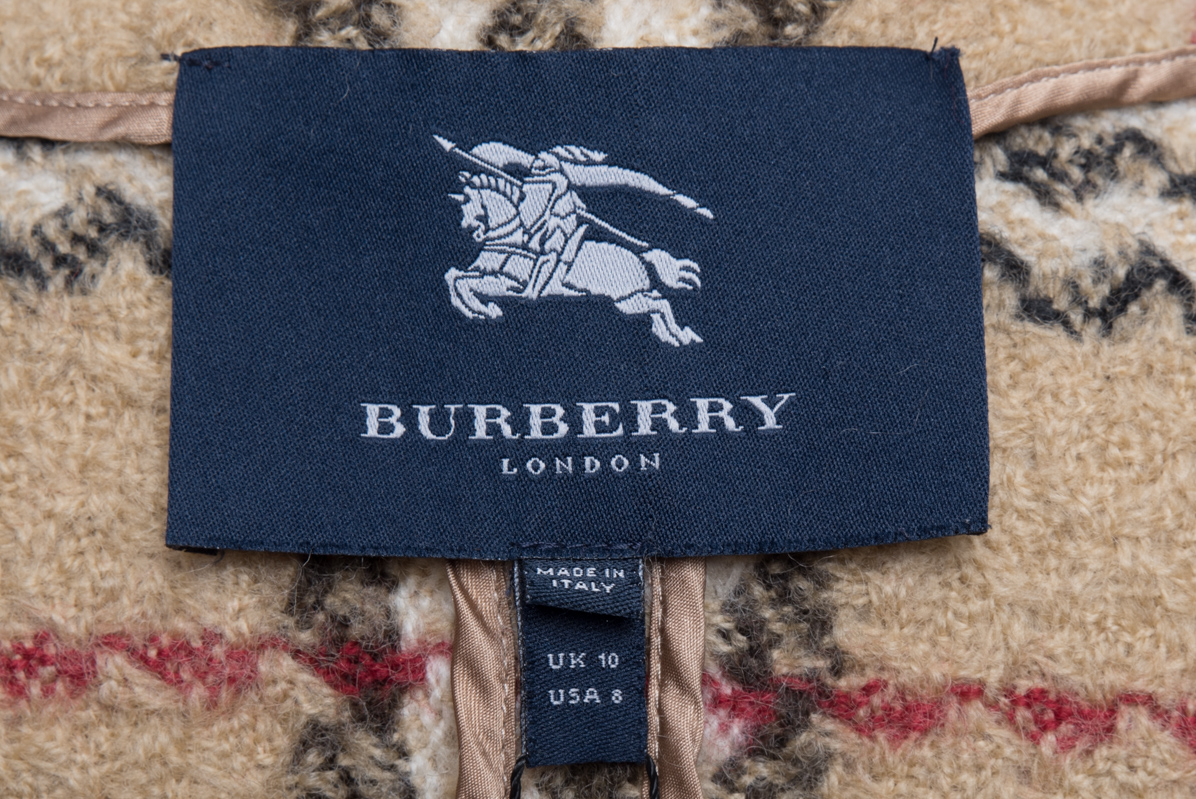 BURBERRY
LONDON
MADE IN
ITALY
UK 10
USA 8